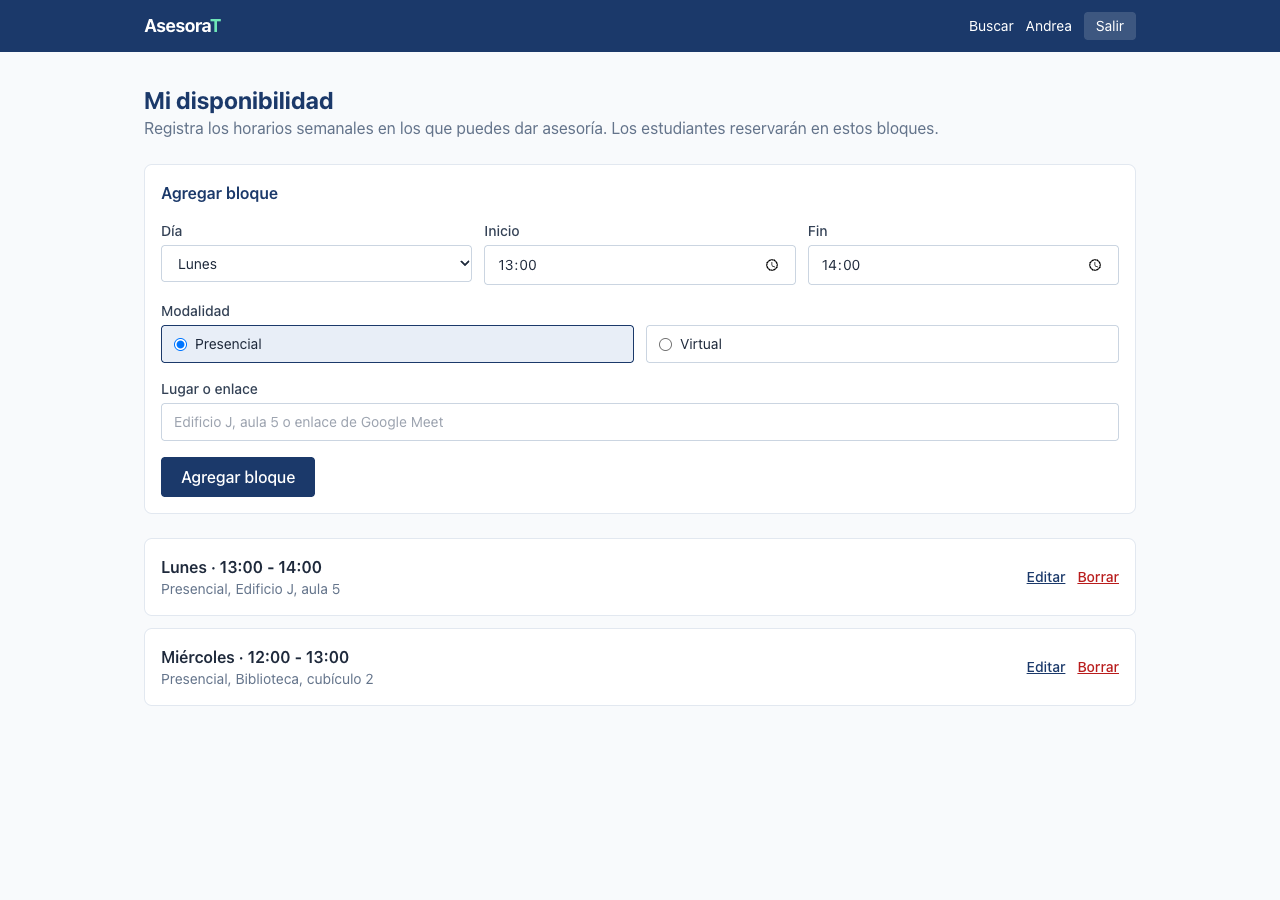 AsesoraT
Buscar Andrea Salir
Mi disponibilidad
Registra los horarios semanales en los que puedes dar asesoría. Los estudiantes reservarán en estos bloques.
Agregar bloque
Día Inicio Fin
Lunes 13:00 14:00
Modalidad
Presencial Virtual
Lugar o enlace
Edificio J, aula 5 o enlace de Google Meet
Agregar bloque
Lunes · 13:00 - 14:00
Presencial, Edificio J, aula 5
Editar Borrar
Miércoles · 12:00 - 13:00
Presencial, Biblioteca, cubículo 2
Editar Borrar